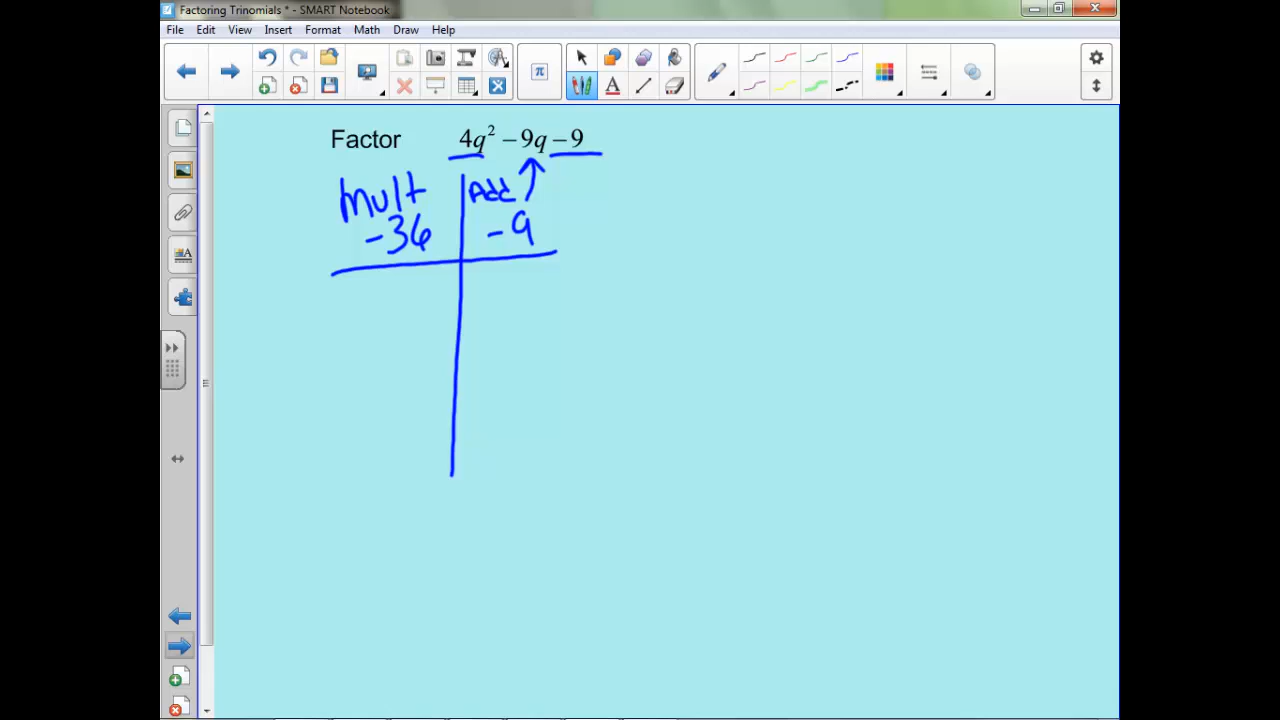 Factoring Trinomials * - SMART Notebook
File Edit View Insert Format Math Draw Help
π
A
Factor 4q² – 9q – 9
Mult Add
-36 -9